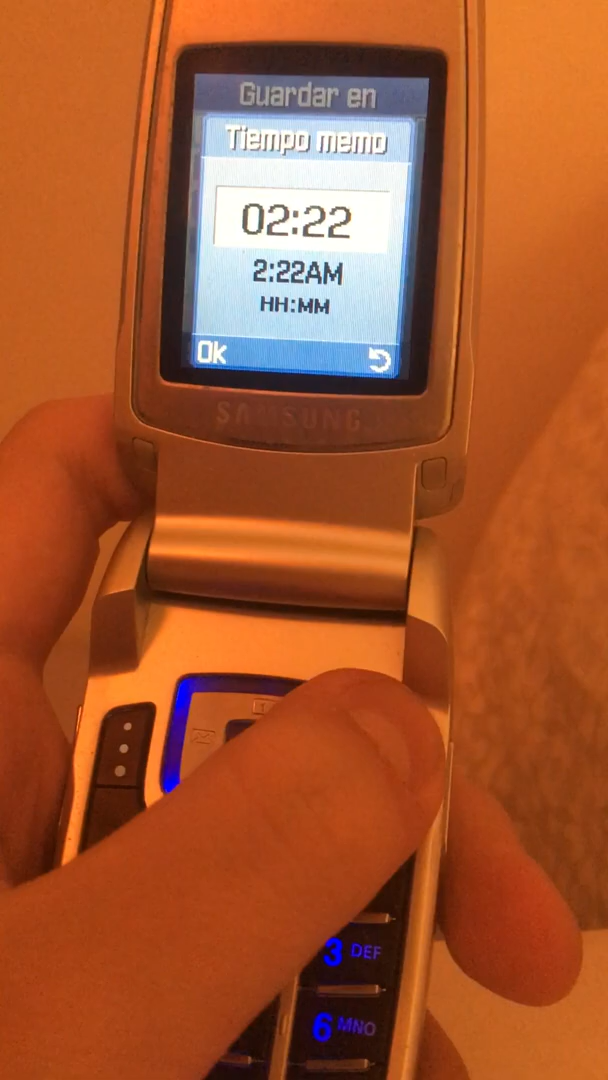 Guardar en
Tiempo memo
02:22
2:22AM
HH:MM
Ok
SAMSUNG
3 DEF
6 MNO